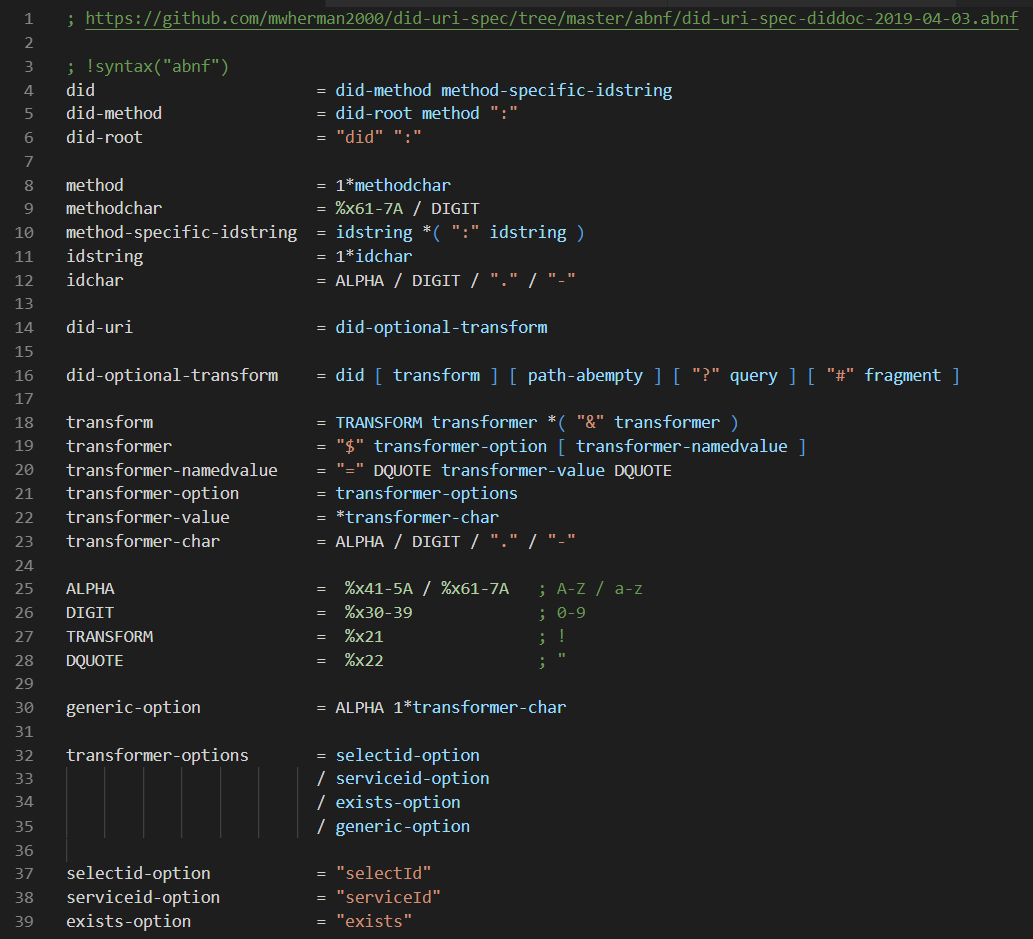 1 ; https://github.com/mwherman2000/did-uri-spec/tree/master/abnf/did-uri-spec-diddoc-2019-04-03.abnf
2
3 ; !syntax("abnf")
4 did = did-method method-specific-idstring
5 did-method = did-root method ":"
6 did-root = "did" ":"
7
8 method = 1*methodchar
9 methodchar = %x61-7A / DIGIT
10 method-specific-idstring = idstring *( ":" idstring )
11 idstring = 1*idchar
12 idchar = ALPHA / DIGIT / "." / "-"
13
14 did-uri = did-optional-transform
15
16 did-optional-transform = did [ transform ] [ path-abempty ] [ "?" query ] [ "#" fragment ]
17
18 transform = TRANSFORM transformer *( "&" transformer )
19 transformer = "$" transformer-option [ transformer-namedvalue ]
20 transformer-namedvalue = "=" DQUOTE transformer-value DQUOTE
21 transformer-option = transformer-options
22 transformer-value = *transformer-char
23 transformer-char = ALPHA / DIGIT / "." / "-"
24
25 ALPHA = %x41-5A / %x61-7A ; A-Z / a-z
26 DIGIT = %x30-39 ; 0-9
27 TRANSFORM = %x21 ; !
28 DQUOTE = %x22 ; "
29
30 generic-option = ALPHA 1*transformer-char
31
32 transformer-options = selectid-option
33 / serviceid-option
34 / exists-option
35 / generic-option
36
37 selectid-option = "selectId"
38 serviceid-option = "serviceId"
39 exists-option = "exists"